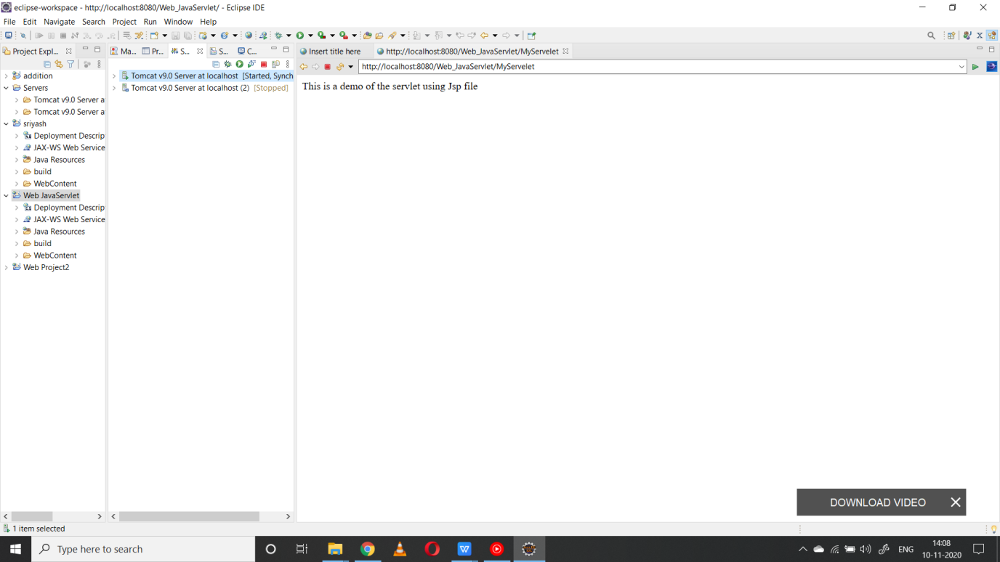 eclipse-workspace - http://localhost:8080/Web_JavaServlet/ - Eclipse IDE
File Edit Navigate Search Project Run Window Help
Project Expl...
Ma... Pr... S... S... C...
Insert title here http://localhost:8080/Web_JavaServlet/MyServelet
http://localhost:8080/Web_JavaServlet/MyServelet
addition
Servers
Tomcat v9.0 Server a
Tomcat v9.0 Server a
sriyash
Deployment Descrip
JAX-WS Web Service
Java Resources
build
WebContent
Web JavaServlet
Deployment Descrip
JAX-WS Web Service
Java Resources
build
WebContent
Web Project2
Tomcat v9.0 Server at localhost [Started, Synch
Tomcat v9.0 Server at localhost (2) [Stopped]
This is a demo of the servlet using Jsp file
DOWNLOAD VIDEO
1 item selected
Type here to search
W
ENG
14:08
10-11-2020